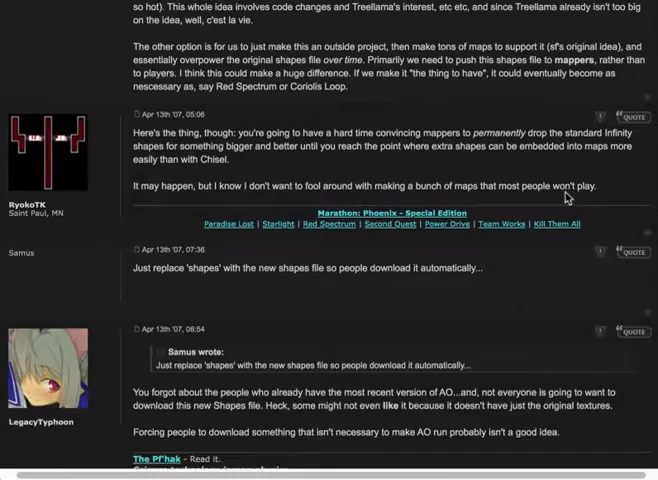 so hot). This whole idea involves code changes and Treellama's interest, etc etc, and since Treellama already isn't too big
on the idea, well, c'est la vie.
The other option is for us to just make this an outside project, then make tons of maps to support it (sf's original idea), and
essentially overpower the original shapes file over time. Primarily we need to push this shapes file to mappers, rather than
to players. I think this could make a huge difference. If we make it "the thing to have", it could eventually become as
nescessary as, say Red Spectrum or Coriolis Loop.
Apr 13th '07, 05:06
QUOTE
Here's the thing, though: you're going to have a hard time convincing mappers to permanently drop the standard Infinity
shapes for something bigger and better until you reach the point where extra shapes can be embedded into maps more
easily than with Chisel.
It may happen, but I know I don't want to fool around with making a bunch of maps that most people won't play.
RyokoTK
Saint Paul, MN
Marathon: Phoenix - Special Edition
Paradise Lost | Starlight | Red Spectrum | Second Quest | Power Drive | Team Works | Kill Them All
Samus
Apr 13th '07, 07:36
QUOTE
Just replace 'shapes' with the new shapes file so people download it automatically...
Apr 13th '07, 08:54
QUOTE
Samus wrote:
Just replace 'shapes' with the new shapes file so people download it automatically...
You forgot about the people who already have the most recent version of AO...and, not everyone is going to want to
download this new Shapes file. Heck, some might not even like it because it doesn't have just the original textures.
LegacyTyphoon
Forcing people to download something that isn't necessary to make AO run probably isn't a good idea.
The Pf'hak - Read it.